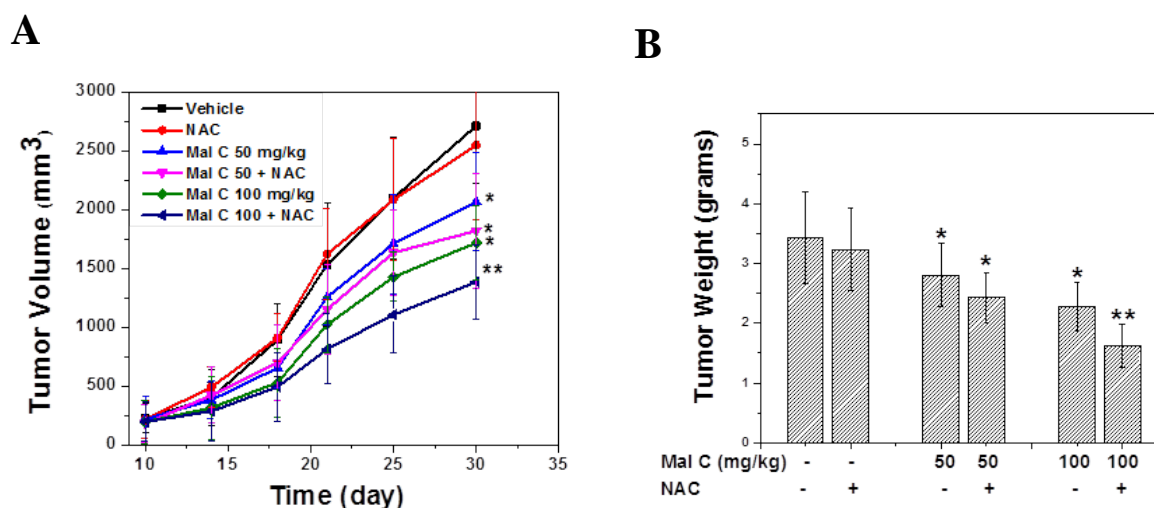 A
B
3000
2500
2000
1500
1000
500
0
Tumor Volume (mm3)
Vehicle
NAC
Mal C 50 mg/kg
Mal C 50 + NAC
Mal C 100 mg/kg
Mal C 100 + NAC
*
*
*
**
10
15
20
25
30
35
Time (day)
5
4
3
2
1
0
Tumor Weight (grams)
*
*
*
**
Mal C (mg/kg) - - 50 50 100 100
NAC - + - + - +